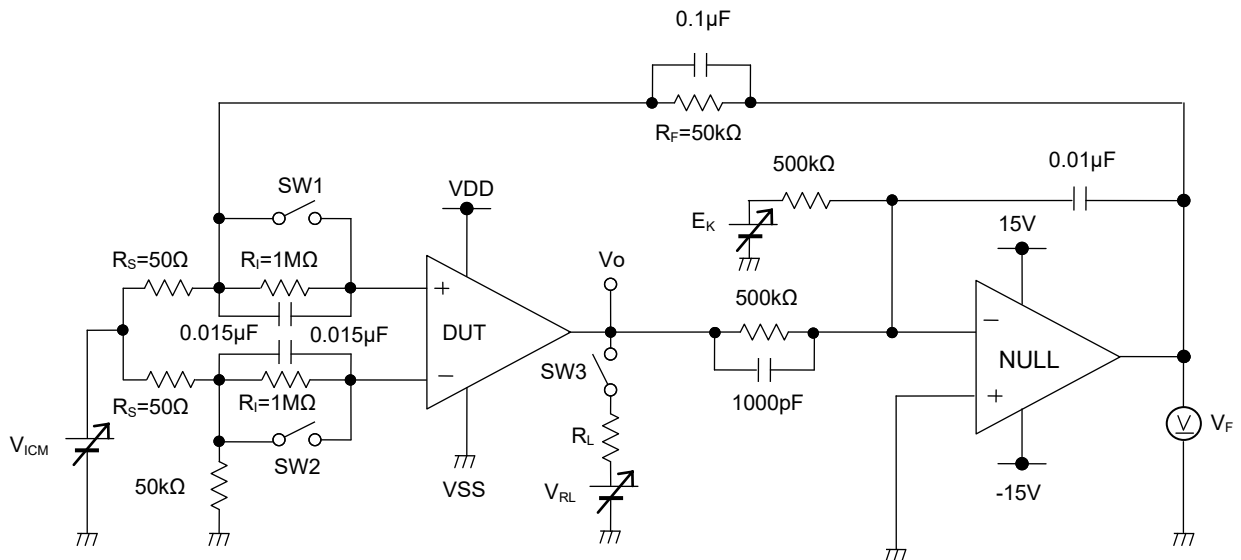 0.1µF
RF=50kΩ
500kΩ
0.01µF
SW1
VDD
EK
15V
RS=50Ω
RI=1MΩ
Vo
500kΩ
+
0.015µF
0.015µF
DUT
−
NULL
−
SW3
1000pF
+
RS=50Ω
RI=1MΩ
RL
V
VF
VICM
SW2
50kΩ
VSS
VRL
-15V